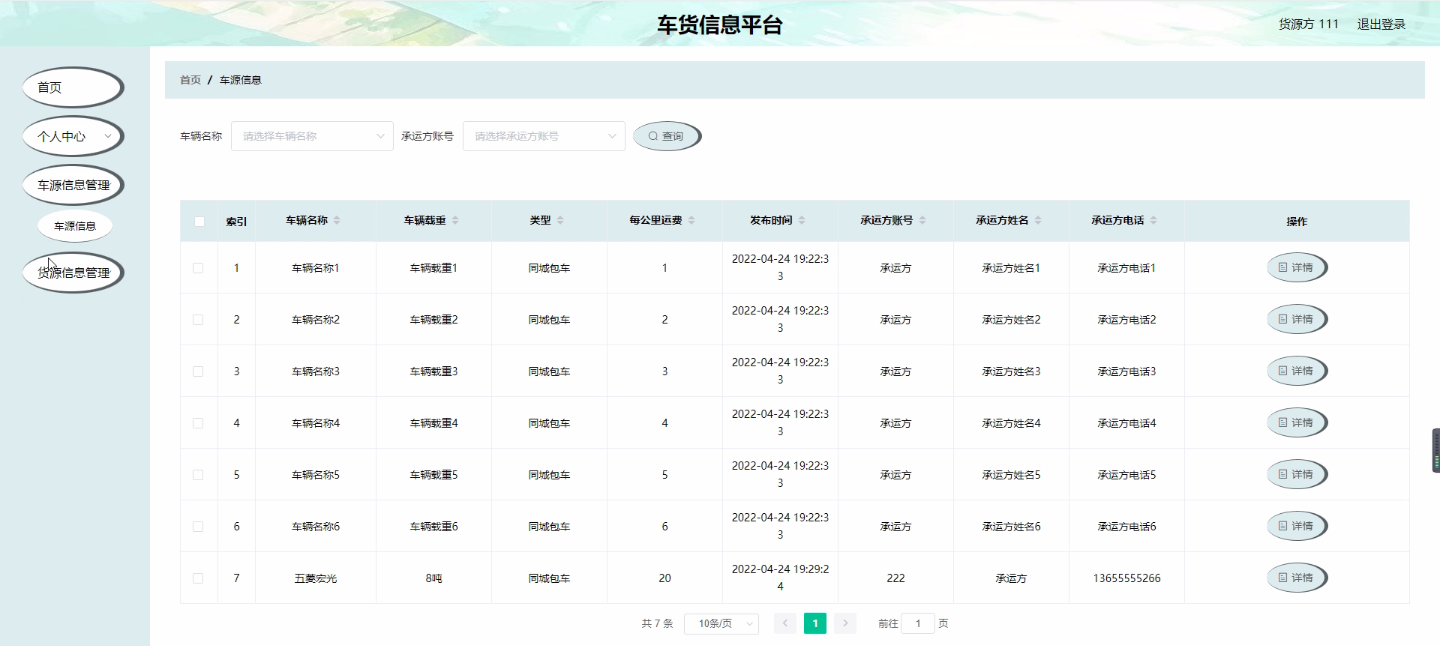 车货信息平台
货源方 111 退出登录
首页
个人中心
车源信息管理
车源信息
货源信息管理
首页 / 车源信息
车辆名称 请选择车辆名称 承运方账号 请选择承运方账号 查询
索引 车辆名称 车辆载重 类型 每公里运费 发布时间 承运方账号 承运方姓名 承运方电话 操作
1 车辆名称1 车辆载重1 同城包车 1 2022-04-24 19:22:3 承运方 承运方姓名1 承运方电话1 详情
3
2 车辆名称2 车辆载重2 同城包车 2 2022-04-24 19:22:3 承运方 承运方姓名2 承运方电话2 详情
3
3 车辆名称3 车辆载重3 同城包车 3 2022-04-24 19:22:3 承运方 承运方姓名3 承运方电话3 详情
3
4 车辆名称4 车辆载重4 同城包车 4 2022-04-24 19:22:3 承运方 承运方姓名4 承运方电话4 详情
3
5 车辆名称5 车辆载重5 同城包车 5 2022-04-24 19:22:3 承运方 承运方姓名5 承运方电话5 详情
3
6 车辆名称6 车辆载重6 同城包车 6 2022-04-24 19:22:3 承运方 承运方姓名6 承运方电话6 详情
3
7 五菱宏光 8吨 同城包车 20 2022-04-24 19:29:2 222 承运方 13655555266 详情
4
共 7 条 10条/页 1 前往 1 页